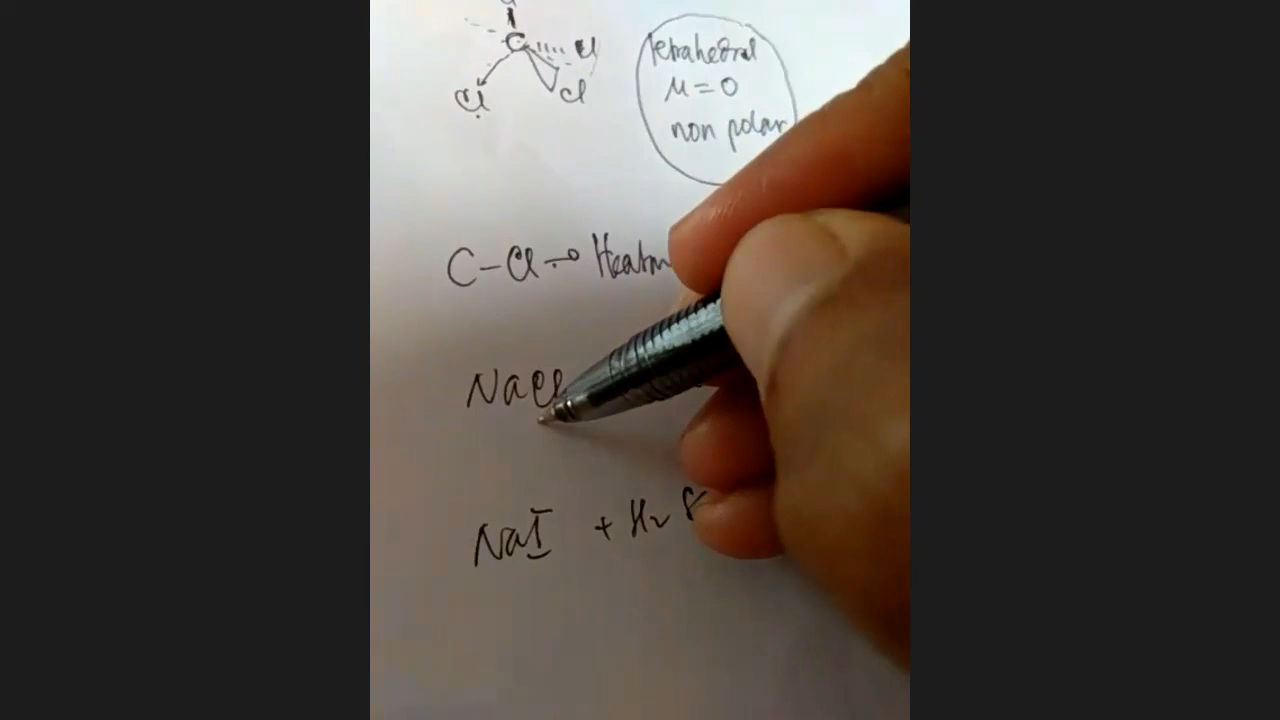 C
Cl
Cl
Cl
Tetrahedral
μ = 0
non polar
C-Cl →
NaCl
NaI + H₂